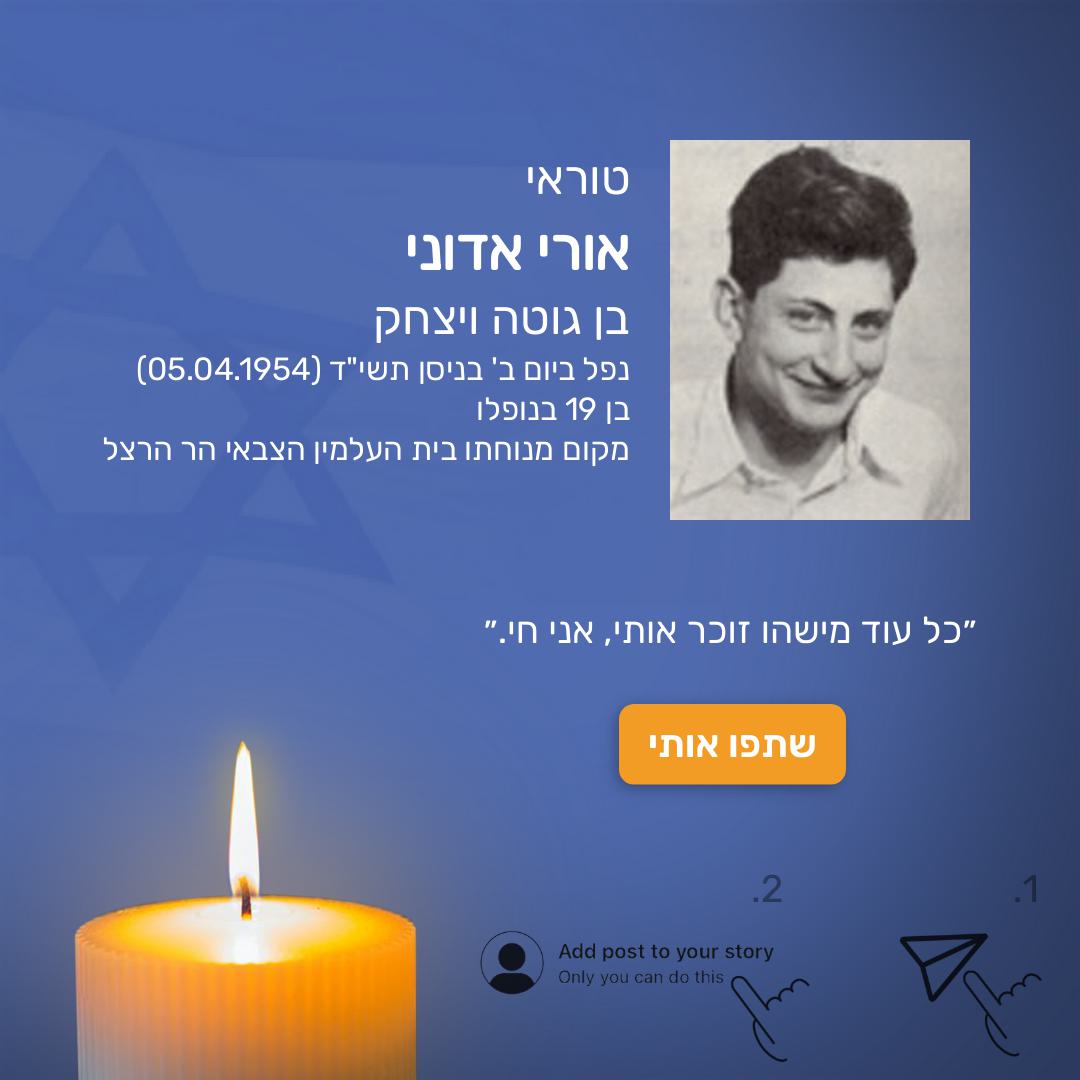 טוראי
אורי אדוני
בן גוטה ויצחק
נפל ביום ב' בניסן תשי"ד (05.04.1954)
בן 19 בנופלו
מקום מנוחתו בית העלמין הצבאי הר הרצל
״כל עוד מישהו זוכר אותי, אני חי.״
שתפו אותי
1.
2.
Add post to your story
Only you can do this